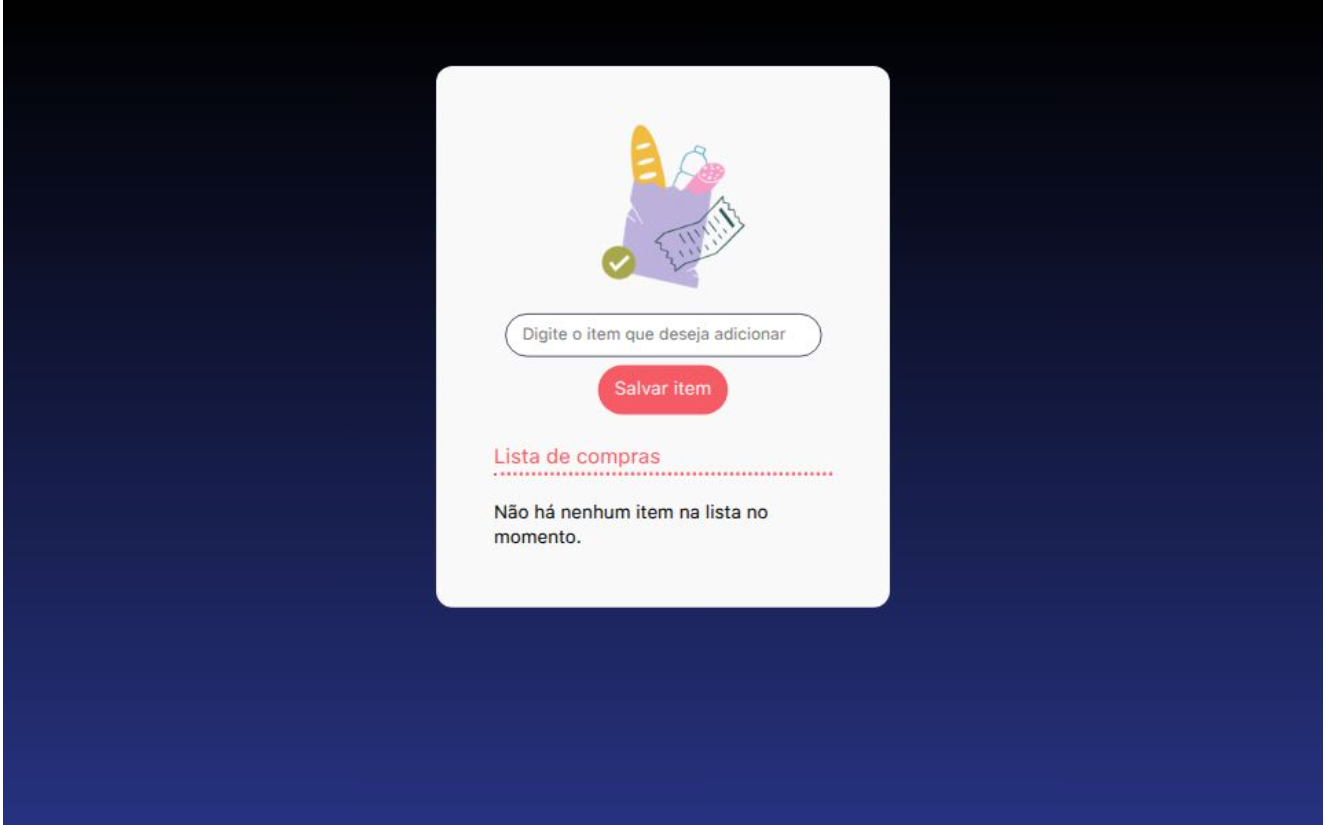 Digite o item que deseja adicionar
Salvar item
Lista de compras
Não há nenhum item na lista no
momento.